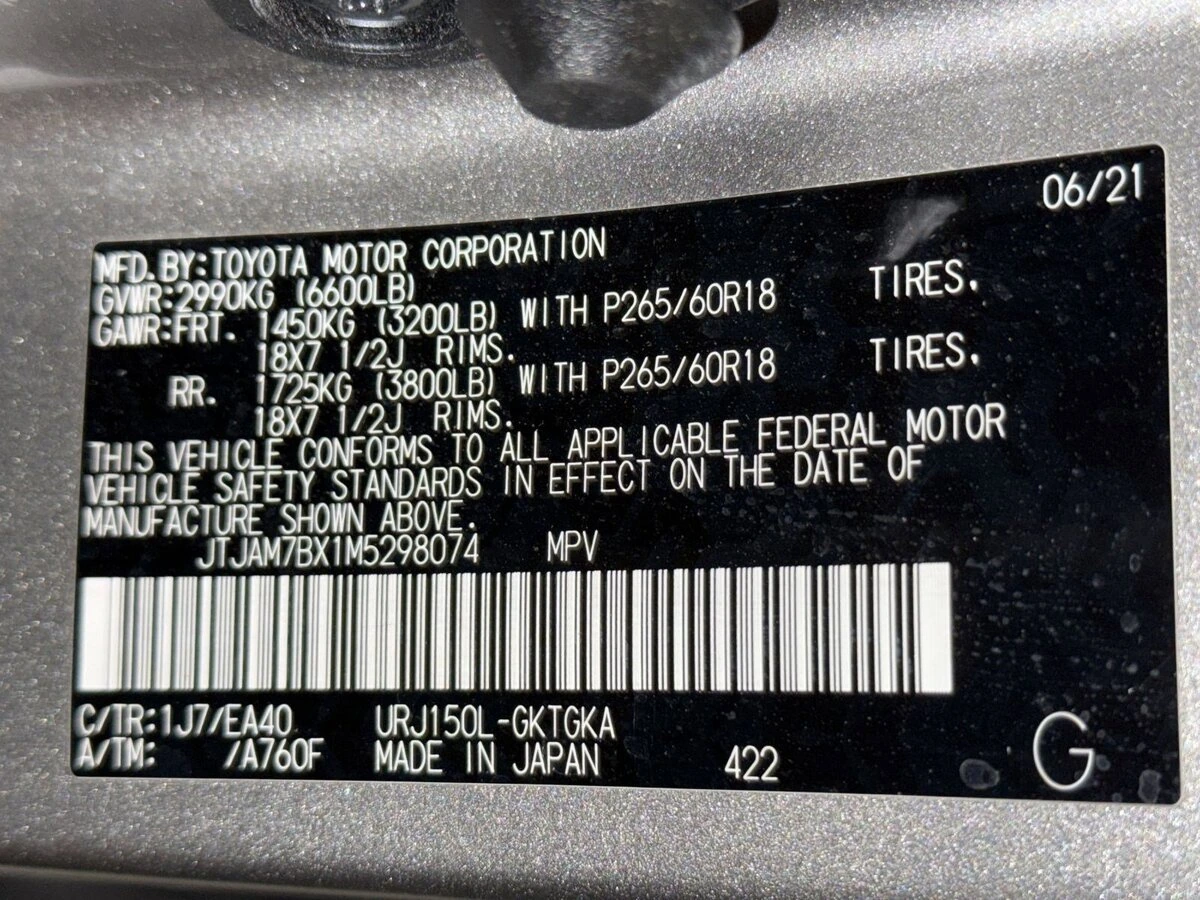 06/21
MFD. BY: TOYOTA MOTOR CORPORATION
GVWR: 2990KG (6600LB)
GAWR: FRT. 1450KG (3200LB) WITH P265/60R18 TIRES.
18X7 1/2J RIMS.
RR. 1725KG (3800LB) WITH P265/60R18 TIRES.
18X7 1/2J RIMS.
THIS VEHICLE CONFORMS TO ALL APPLICABLE FEDERAL MOTOR
VEHICLE SAFETY STANDARDS IN EFFECT ON THE DATE OF
MANUFACTURE SHOWN ABOVE.
JTJAM7BX1M5298074 MPV
C/TR: 1J7/EA40 URJ150L-GKTGKA
A/TM: /A760F MADE IN JAPAN 422 G